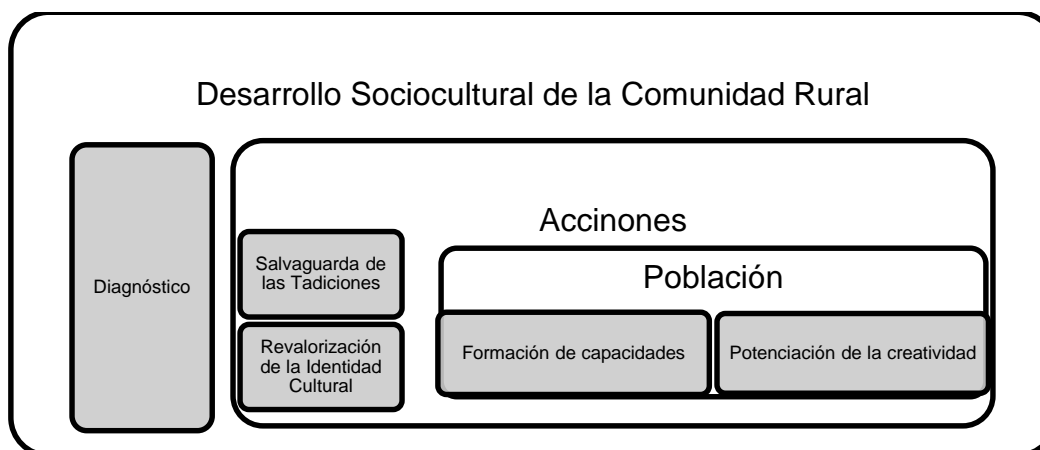 Desarrollo Sociocultural de la Comunidad Rural
Diagnóstico
Accinones
Salvaguarda de
las Tadiciones
Revalorización
de la Identidad
Cultural
Población
Formación de capacidades
Potenciación de la creatividad